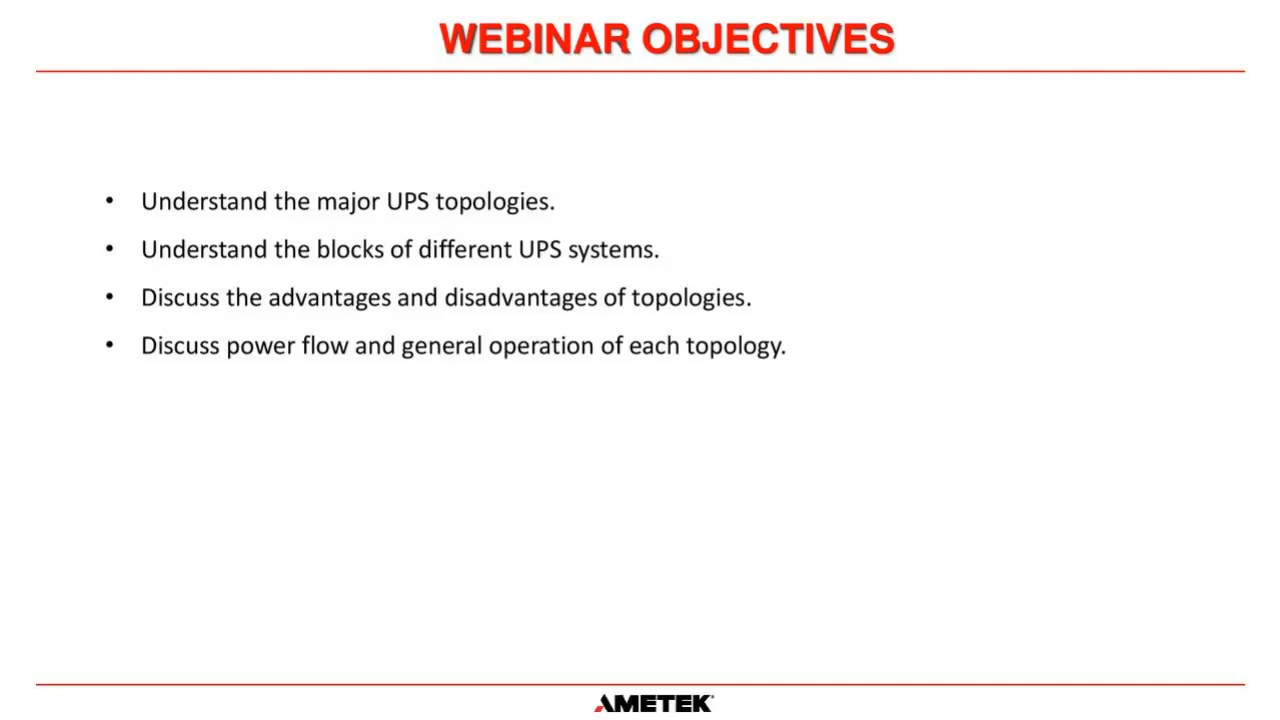 WEBINAR OBJECTIVES
• Understand the major UPS topologies.
• Understand the blocks of different UPS systems.
• Discuss the advantages and disadvantages of topologies.
• Discuss power flow and general operation of each topology.
AMETEK